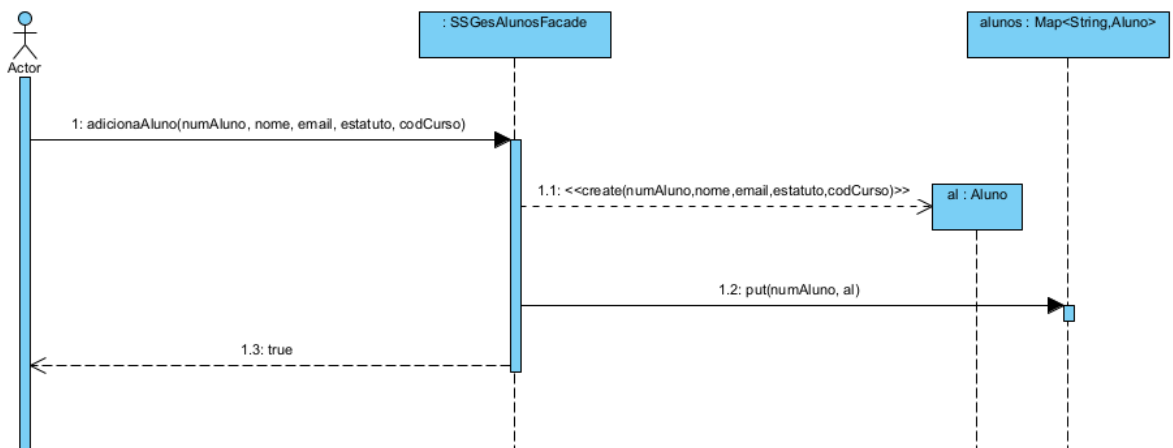 : SSGesAlunosFacade
alunos : Map<String,Aluno>
Actor
1: adicionaAluno(numAluno, nome, email, estatuto, codCurso)
1.1: <<create(numAluno,nome,email,estatuto,codCurso)>>
al : Aluno
1.2: put(numAluno, al)
1.3: true